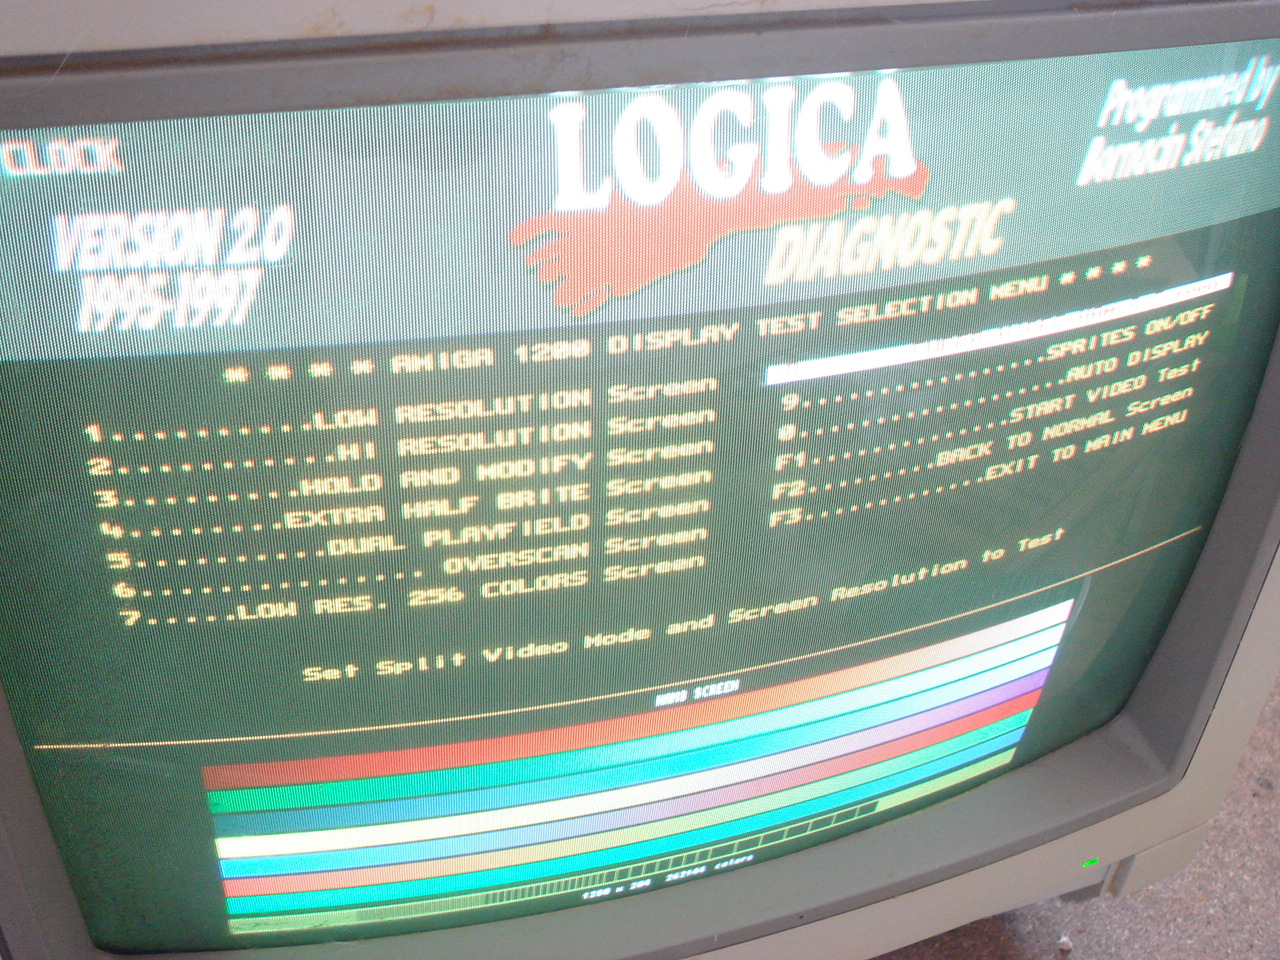 CLOCK
LOGICA
DIAGNOSTIC
Programmed by
Stefano
VERSION 2.0
1995-1997
* * * * AMIGA 1200 DISPLAY TEST SELECTION MENU * * * *
1..........LOW RESOLUTION Screen
2............HI RESOLUTION Screen
3..........HOLD AND MODIFY Screen
4........EXTRA HALF BRITE Screen
5..........DUAL PLAYFIELD Screen
6.............. OVERSCAN Screen
7.....LOW RES. 256 COLORS Screen
9.................SPRITES ON/OFF
0.................AUTO DISPLAY
F1.............START VIDEO Test
F2........BACK TO NORMAL Screen
F3............EXIT TO MAIN MENU
Set Split Video Mode and Screen Resolution to Test
HAM8 SCREEN
colors